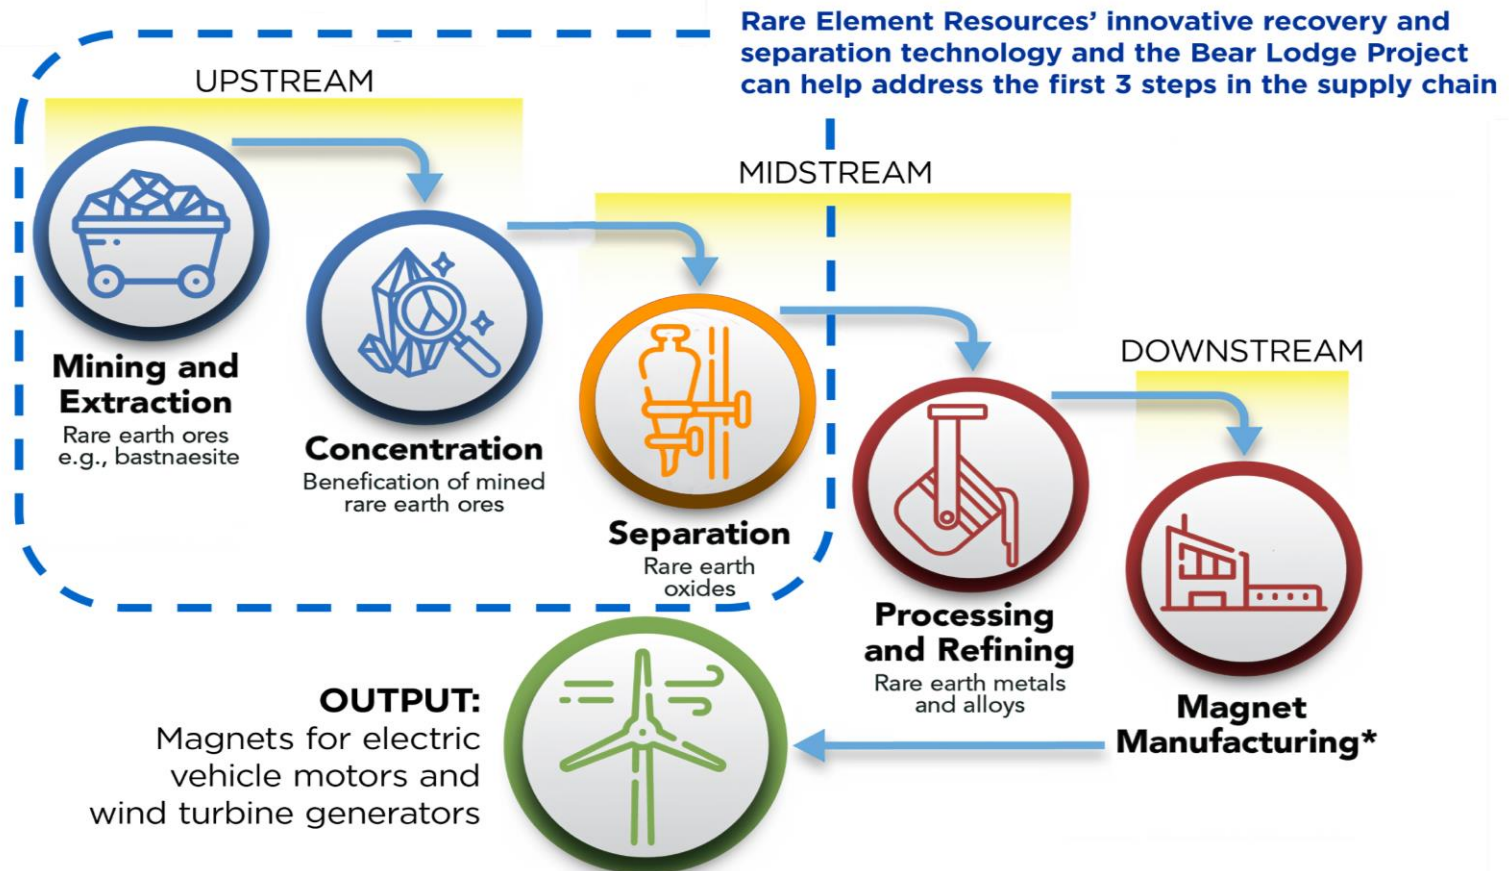 Rare Element Resources’ innovative recovery and
separation technology and the Bear Lodge Project
can help address the first 3 steps in the supply chain
UPSTREAM
Mining and
Extraction
Rare earth ores
e.g., bastnaesite
Concentration
Benefication of mined
rare earth ores
MIDSTREAM
Separation
Rare earth
oxides
Processing
and Refining
Rare earth metals
and alloys
DOWNSTREAM
Magnet
Manufacturing*
OUTPUT:
Magnets for electric
vehicle motors and
wind turbine generators